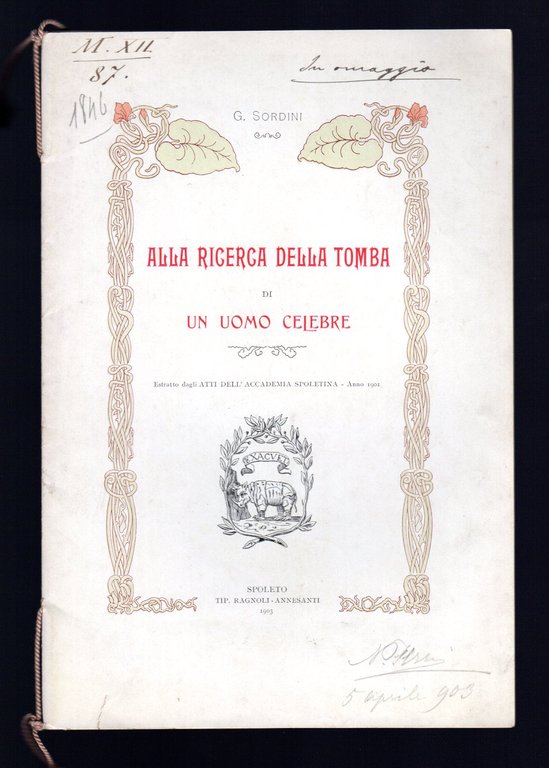 M. XII.
87.
1846
In omaggio
G. SORDINI
ALLA RICERCA DELLA TOMBA
DI
UN UOMO CELEBRE
Estratto dagli ATTI DELL'ACCADEMIA SPOLETINA - Anno 1901
EXACVET
SPOLETO
TIP. RAGNOLI-ANNESANTI
1903
5 aprile 903